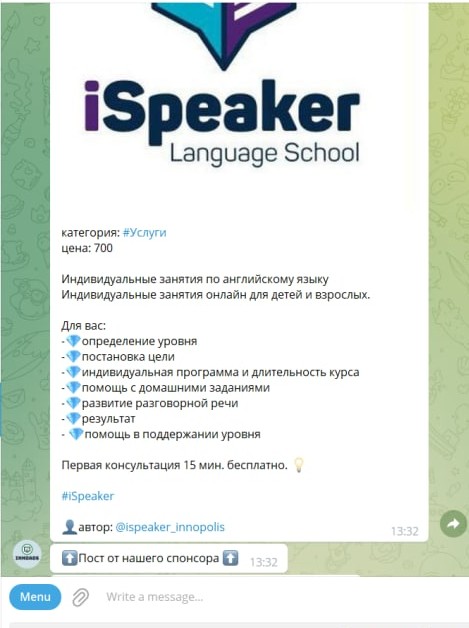 iSpeaker
Language School
категория: #Услуги
цена: 700
Индивидуальные занятия по английскому языку
Индивидуальные занятия онлайн для детей и взрослых.
Для вас:
-💎определение уровня
-💎постановка цели
-💎индивидуальная программа и длительность курса
-💎помощь с домашними заданиями
-💎развитие разговорной речи
-💎результат
- 💎помощь в поддержании уровня
Первая консультация 15 мин. бесплатно. 💡
#iSpeaker
👤автор: @ispeaker_innopolis
13:32
⬆️Пост от нашего спонсора ⬆️ 13:32
Menu
Write a message...